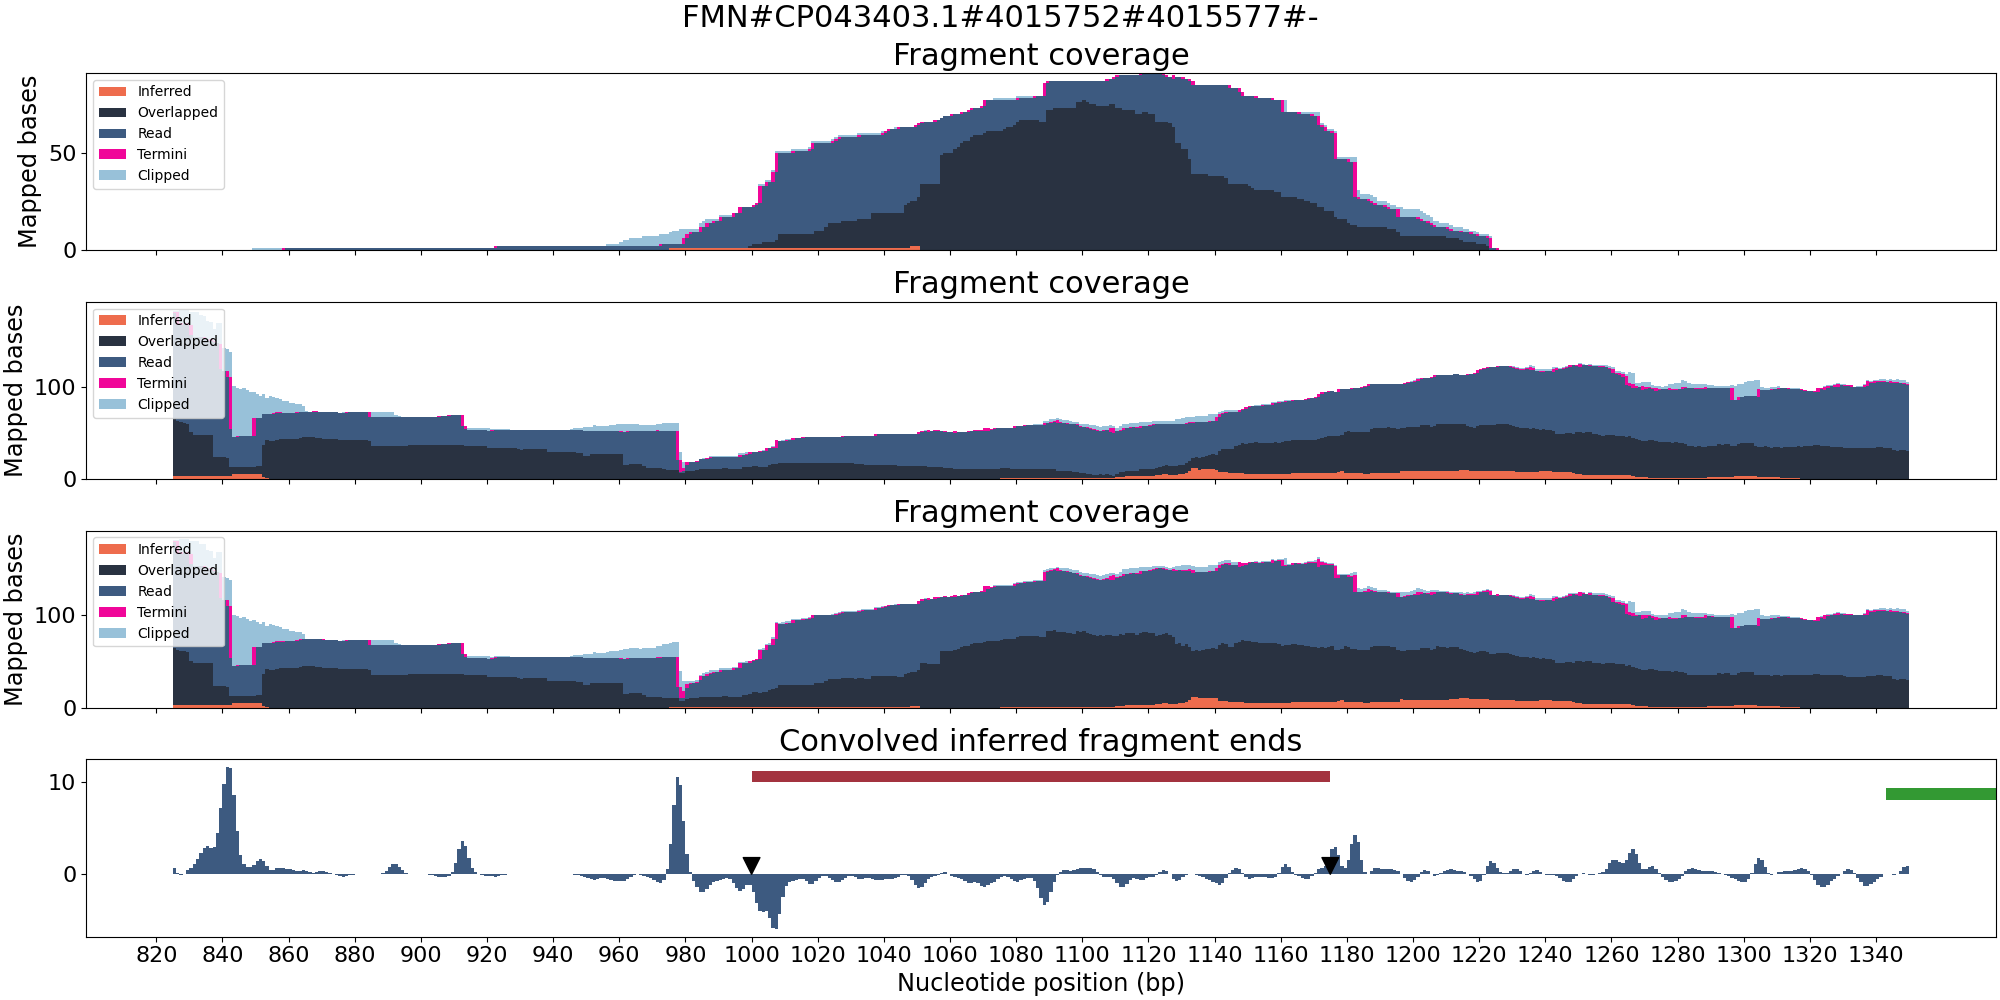 FMN#CP043403.1#4015752#4015577#-
Fragment coverage
Mapped bases
50
0
Inferred
Overlapped
Read
Termini
Clipped
Fragment coverage
Mapped bases
100
0
Inferred
Overlapped
Read
Termini
Clipped
Fragment coverage
Mapped bases
100
0
Inferred
Overlapped
Read
Termini
Clipped
Convolved inferred fragment ends
10
0
820 840 860 880 900 920 940 960 980 1000 1020 1040 1060 1080 1100 1120 1140 1160 1180 1200 1220 1240 1260 1280 1300 1320 1340
Nucleotide position (bp)